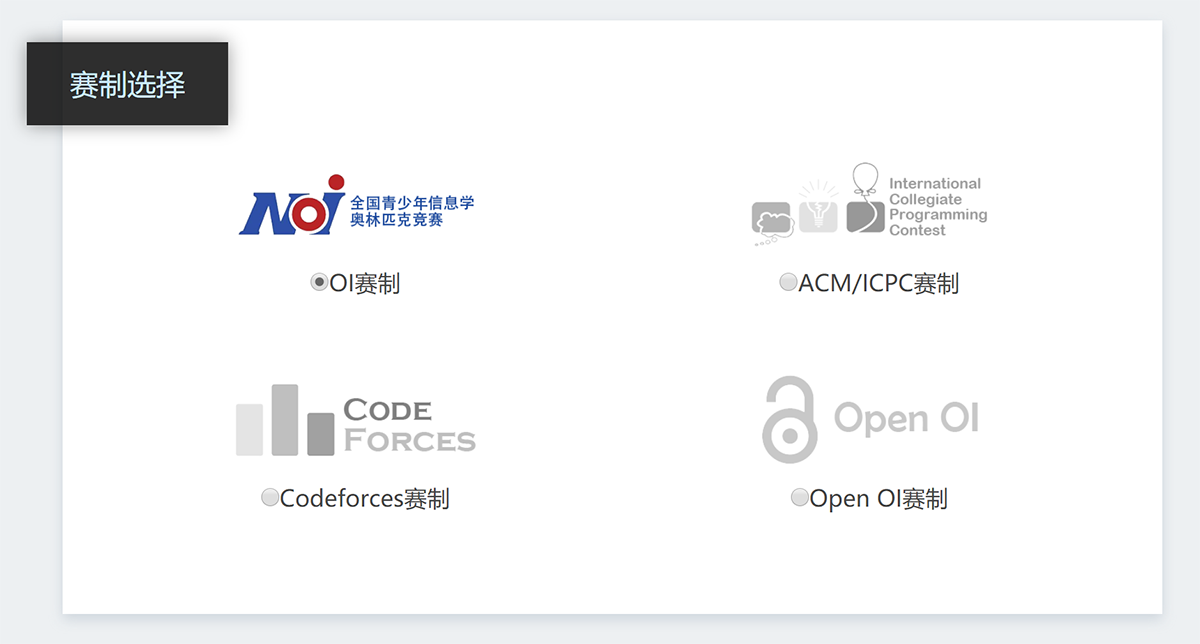 赛制选择
NOI
全国青少年信息学
奥林匹克竞赛
OI赛制
International
Collegiate
Programming
Contest
ACM/ICPC赛制
CODE
FORCES
Codeforces赛制
Open OI
Open OI赛制